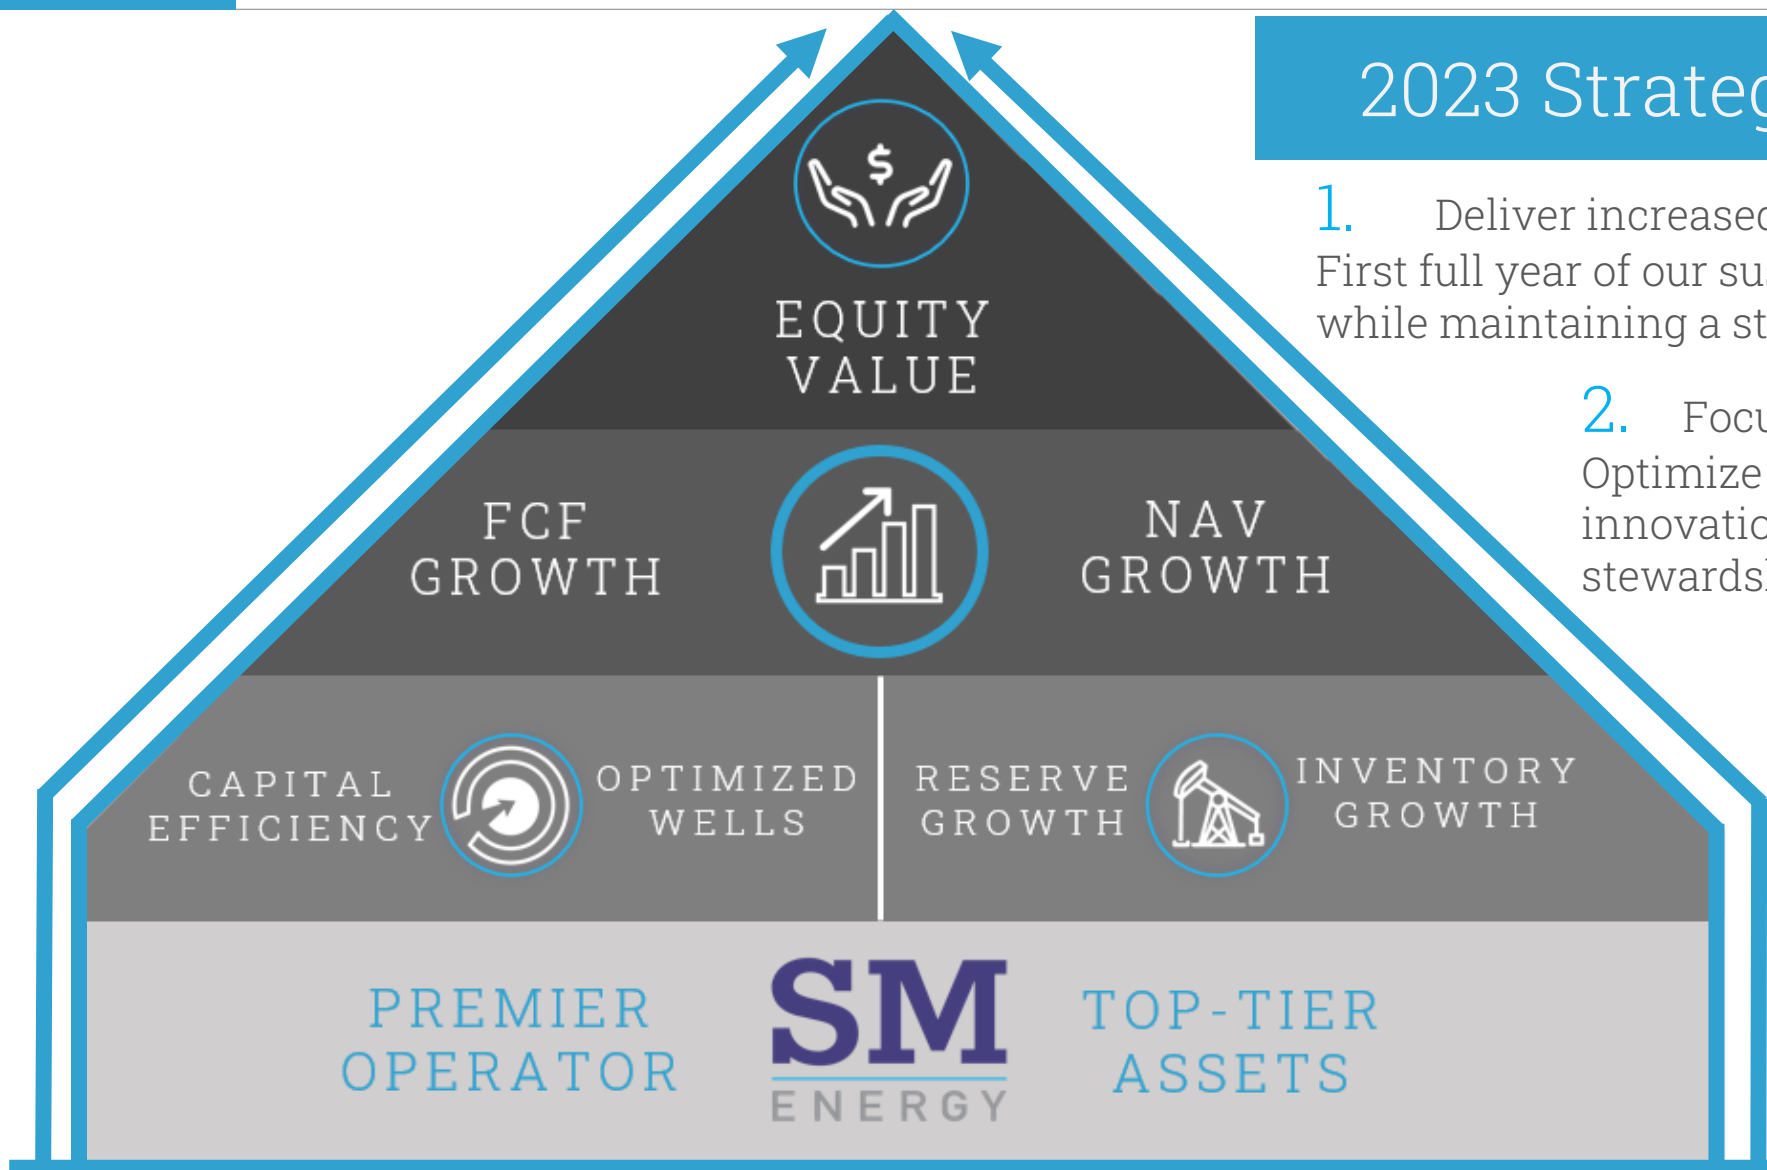 2023 Strateg
1. Deliver increased
First full year of our su
while maintaining a st
2. Focu
Optimize
innovatio
stewardsh
$
EQUITY
VALUE
FCF
GROWTH
NAV
GROWTH
CAPITAL
EFFICIENCY
OPTIMIZED
WELLS
RESERVE
GROWTH
INVENTORY
GROWTH
PREMIER
OPERATOR
SM
ENERGY
TOP-TIER
ASSETS